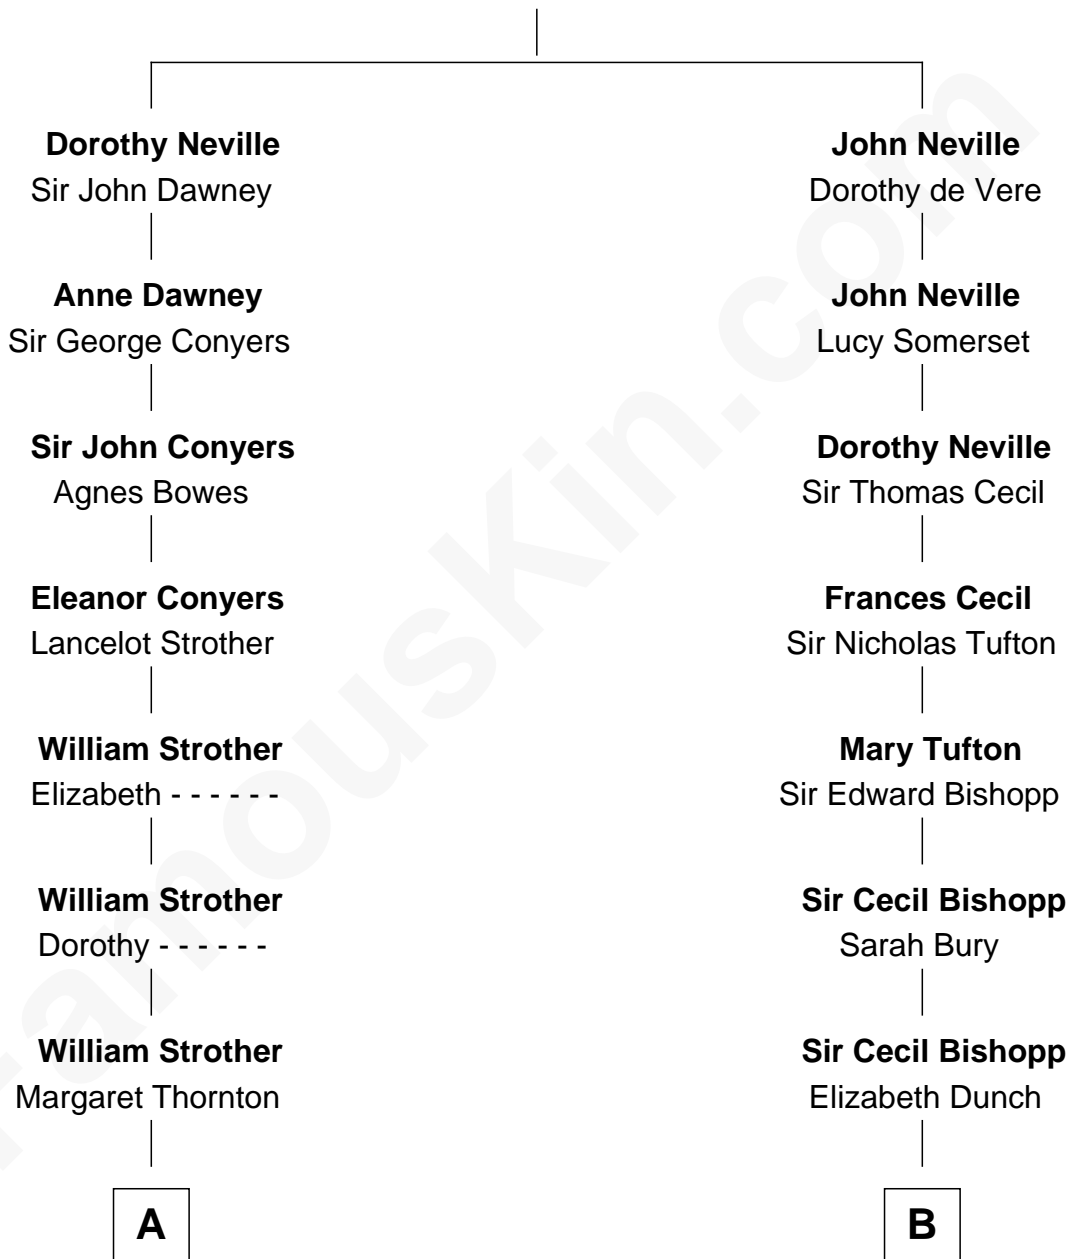 Dorothy Neville
Sir John Dawney
Anne Dawney
Sir George Conyers
Sir John Conyers
Agnes Bowes
Eleanor Conyers
Lancelot Strother
William Strother
Elizabeth - - - - - -
William Strother
Dorothy - - - - - -
William Strother
Margaret Thornton
A
John Neville
Dorothy de Vere
John Neville
Lucy Somerset
Dorothy Neville
Sir Thomas Cecil
Frances Cecil
Sir Nicholas Tufton
Mary Tufton
Sir Edward Bishopp
Sir Cecil Bishopp
Sarah Bury
Sir Cecil Bishopp
Elizabeth Dunch
B
FamousKin.com